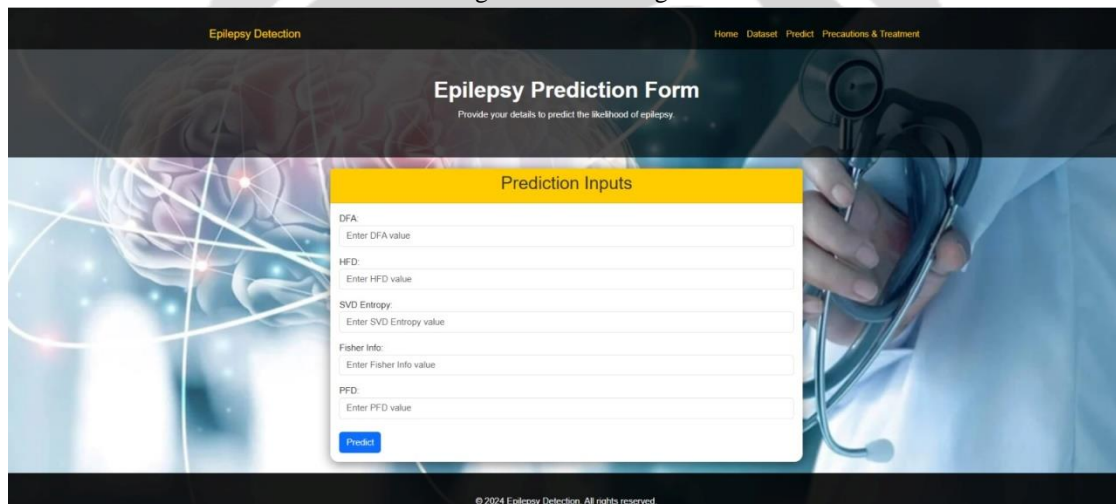 Epilepsy Detection
Home Dataset Predict Precautions & Treatment
Epilepsy Prediction Form
Provide your details to predict the likelihood of epilepsy.
Prediction Inputs
DFA:
Enter DFA value
HFD:
Enter HFD value
SVD Entropy:
Enter SVD Entropy value
Fisher Info:
Enter Fisher Info value
PFD:
Enter PFD value
Predict
© 2024 Epilepsy Detection. All rights reserved.